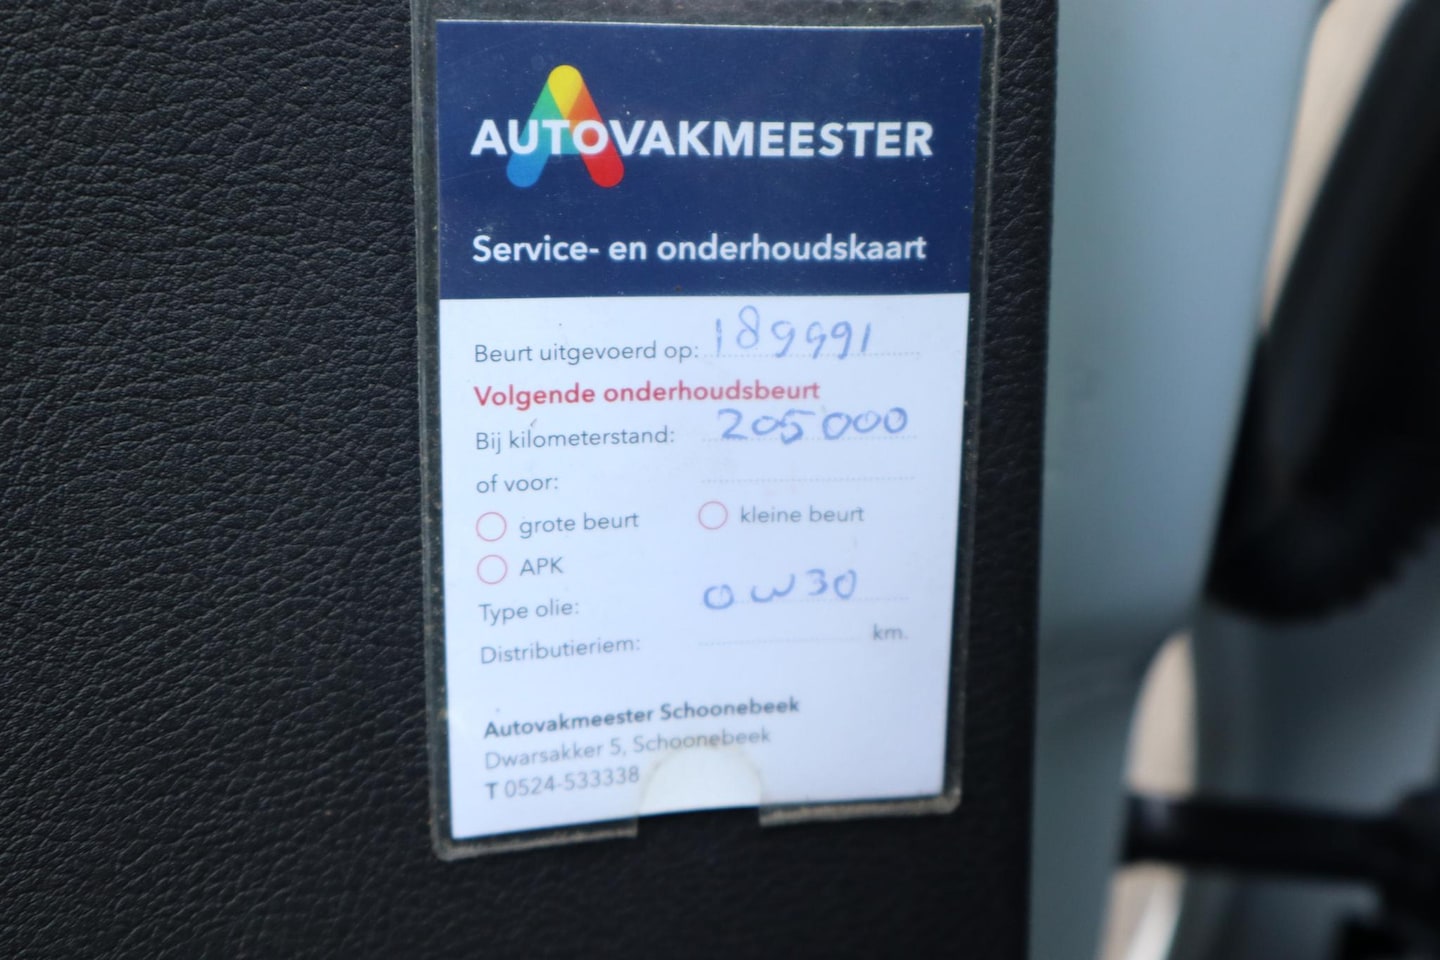 AUTOVAKMEESTER
Service- en onderhoudskaart
Beurt uitgevoerd op: 189991
Volgende onderhoudsbeurt
Bij kilometerstand: 205000
of voor:
grote beurt kleine beurt
APK
Type olie: 0W30
Distributieriem: km.
Autovakmeester Schoonebeek
Dwarsakker 5, Schoonebeek
T 0524-533338